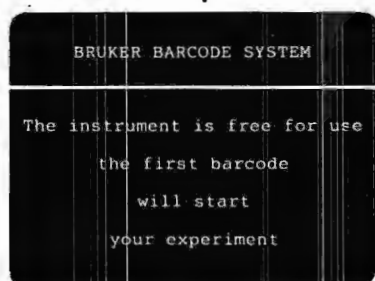 BRUKER BARCODE SYSTEM
The instrument is free for use
the first barcode
will start
your experiment